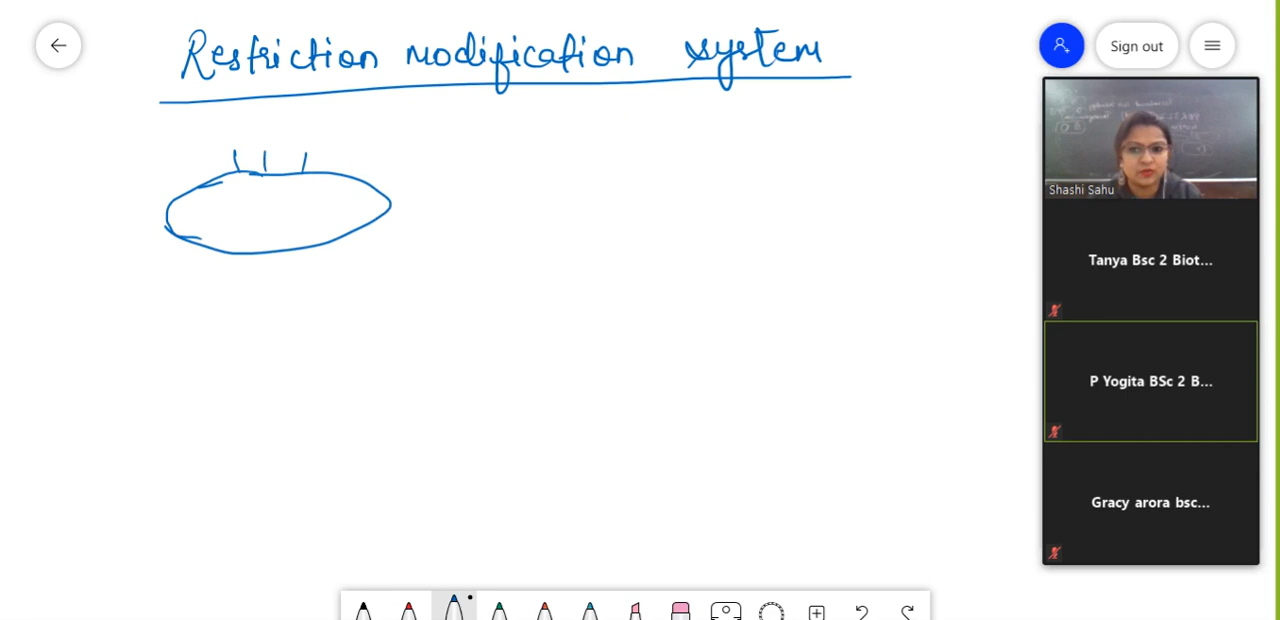 Restriction modification system
Sign out
Shashi Sahu
Tanya Bsc 2 Biot...
P Yogita BSc 2 B...
Gracy arora bsc...